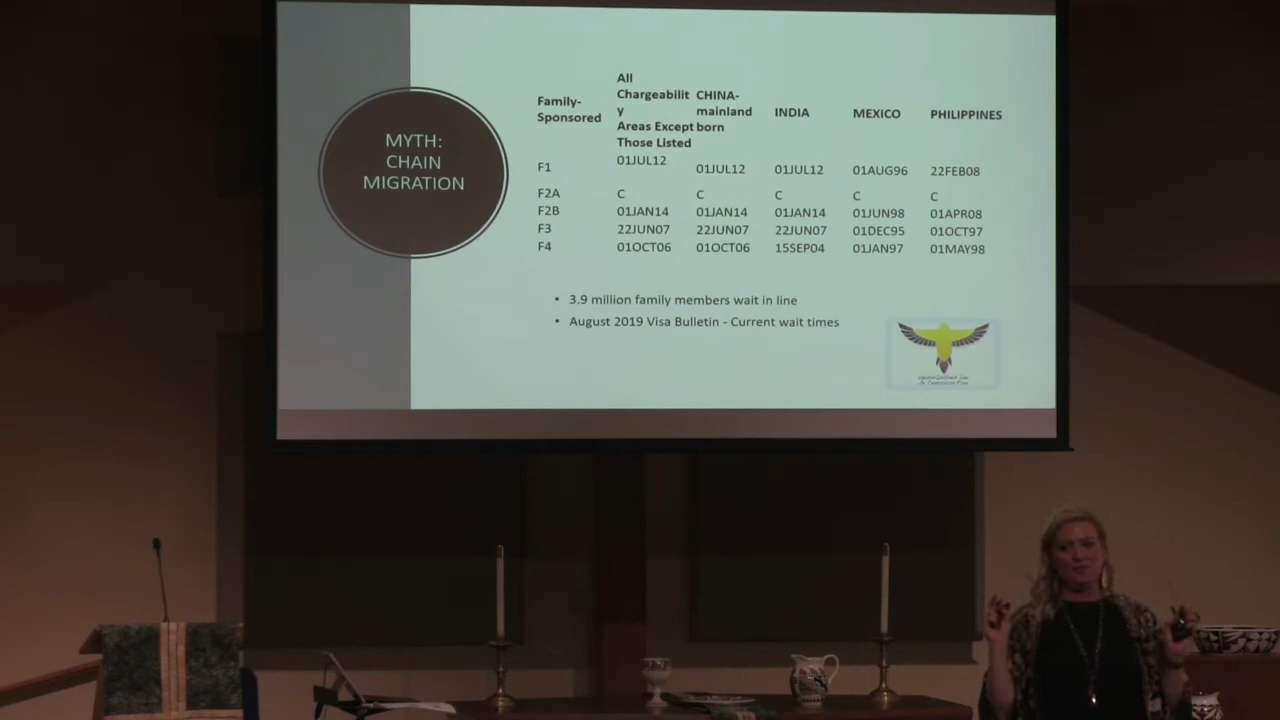 MYTH:
CHAIN
MIGRATION
Family-
Sponsored
All
Chargeabilit
y
Areas Except
Those Listed
CHINA-
mainland
born
INDIA
MEXICO
PHILIPPINES
F1 01JUL12 01JUL12 01JUL12 01AUG96 22FEB08
F2A C C C C C
F2B 01JAN14 01JAN14 01JAN14 01JUN98 01APR08
F3 22JUN07 22JUN07 22JUN07 01DEC95 01OCT97
F4 01OCT06 01OCT06 15SEP04 01JAN97 01MAY98
• 3.9 million family members wait in line
• August 2019 Visa Bulletin - Current wait times